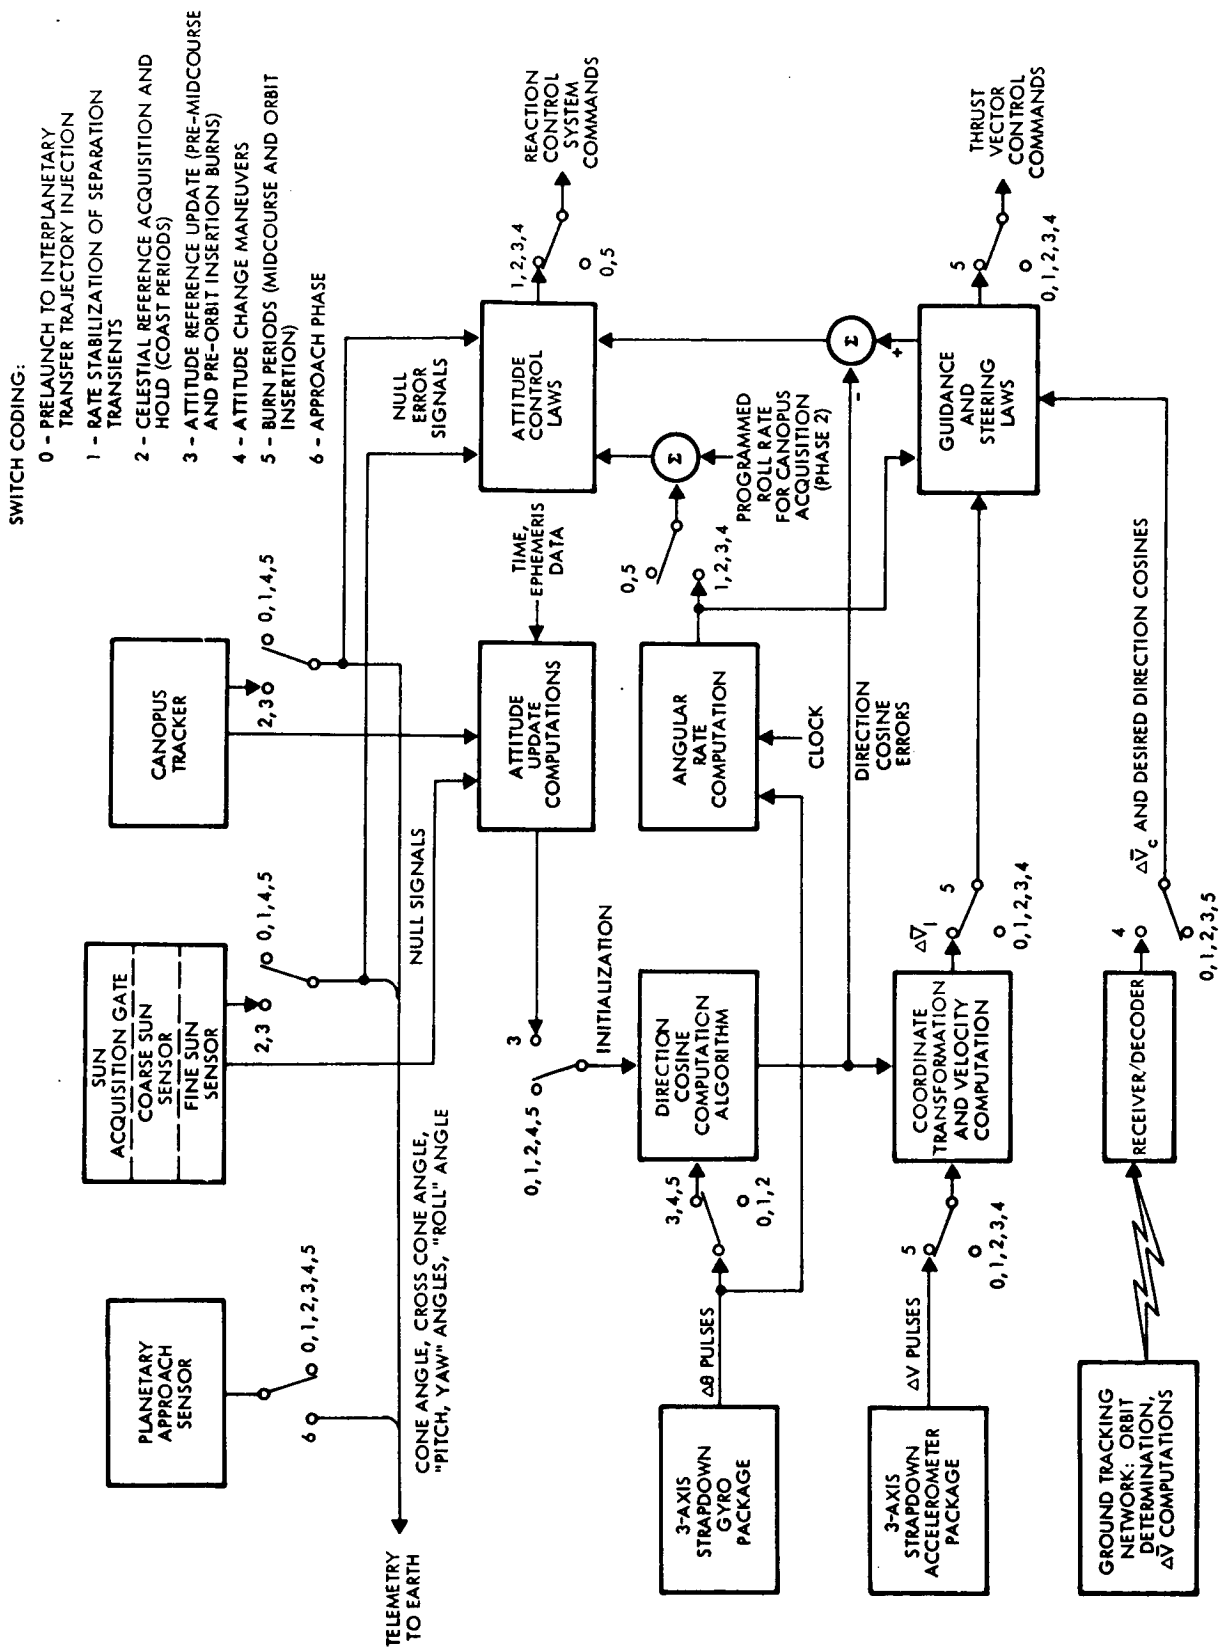 SWITCH CODING:
0 - PRELAUNCH TO INTERPLANETARY
TRANSFER TRAJECTORY INJECTION
1 - RATE STABILIZATION OF SEPARATION
TRANSIENTS
2 - CELESTIAL REFERENCE ACQUISITION AND
HOLD (COAST PERIODS)
3 - ATTITUDE REFERENCE UPDATE (PRE-MIDCOURSE
AND PRE-ORBIT INSERTION BURNS)
4 - ATTITUDE CHANGE MANEUVERS
5 - BURN PERIODS (MIDCOURSE AND ORBIT
INSERTION)
6 - APPROACH PHASE
PLANETARY
APPROACH
SENSOR
6
0,1,2,3,4,5
SUN
ACQUISITION GATE
COARSE SUN
SENSOR
FINE SUN
SENSOR
2,3
0,1,4,5
CANOPUS
TRACKER
2,3
0,1,4,5
TELEMETRY
TO EARTH
CONE ANGLE, CROSS CONE ANGLE,
"PITCH, YAW" ANGLES, "ROLL" ANGLE
NULL SIGNALS
NULL
ERROR
SIGNALS
0,1,2,4,5
3
INITIALIZATION
ATTITUDE
UPDATE
COMPUTATIONS
TIME,
EPHEMERIS
DATA
ATTITUDE
CONTROL
LAWS
1,2,3,4
0,5
REACTION
CONTROL
SYSTEM
COMMANDS
3-AXIS
STRAPDOWN
GYRO
PACKAGE
Δθ PULSES
3,4,5
0,1,2
DIRECTION
COSINE
COMPUTATION
ALGORITHM
ANGULAR
RATE
COMPUTATION
CLOCK
0,5
1,2,3,4
Σ
PROGRAMMED
ROLL RATE
FOR CANOPUS
ACQUISITION
(PHASE 2)
DIRECTION
COSINE
ERRORS
-
Σ
+
3-AXIS
STRAPDOWN
ACCELEROMETER
PACKAGE
ΔV PULSES
5
0,1,2,3,4
COORDINATE
TRANSFORMATION
AND VELOCITY
COMPUTATION
ΔV̅I
5
0,1,2,3,4
GUIDANCE
AND
STEERING
LAWS
5
0,1,2,3,4
THRUST
VECTOR
CONTROL
COMMANDS
GROUND TRACKING
NETWORK: ORBIT
DETERMINATION,
ΔV̅ COMPUTATIONS
RECEIVER/DECODER
4
0,1,2,3,5
ΔV̅c AND DESIRED DIRECTION COSINES